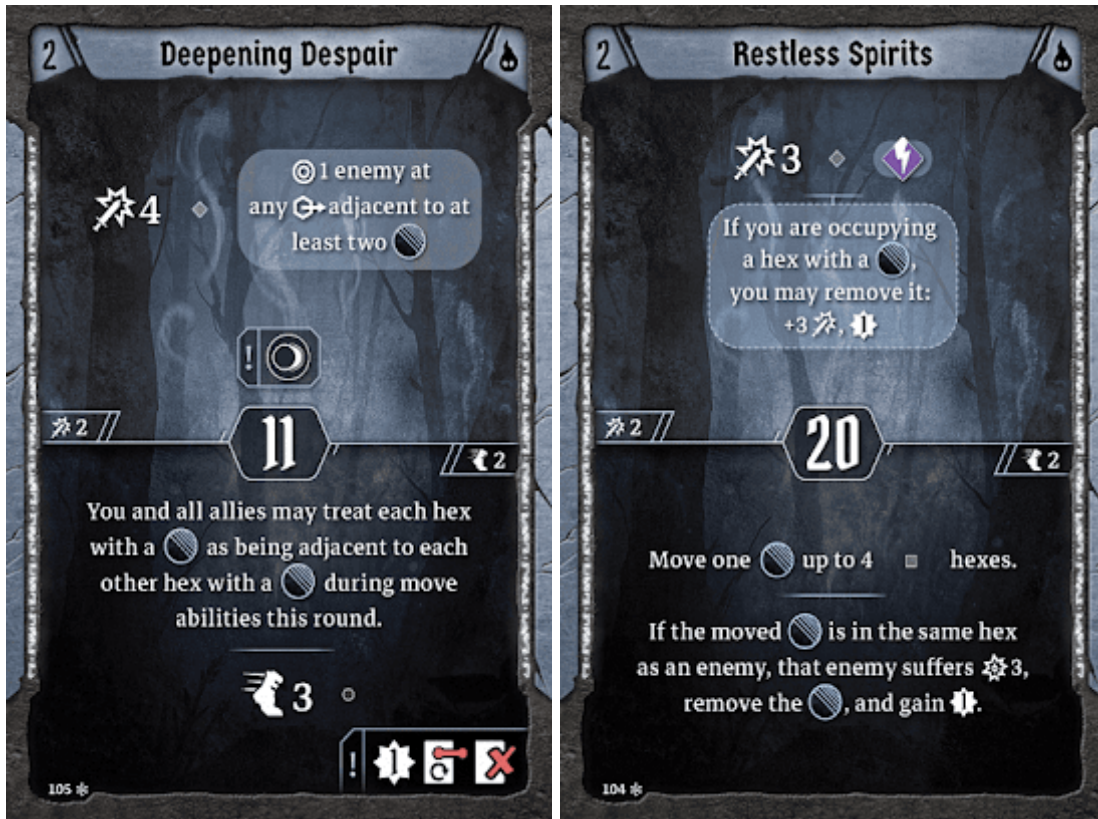 2 Deepening Despair
4
1 enemy at
any adjacent to at
least two
!
2
11
2
You and all allies may treat each hex
with a as being adjacent to each
other hex with a during move
abilities this round.
3
! 1
105
2 Restless Spirits
3
If you are occupying
a hex with a ,
you may remove it:
+3 , 1
2
20
2
Move one up to 4 hexes.
If the moved is in the same hex
as an enemy, that enemy suffers 3,
remove the , and gain 1.
104